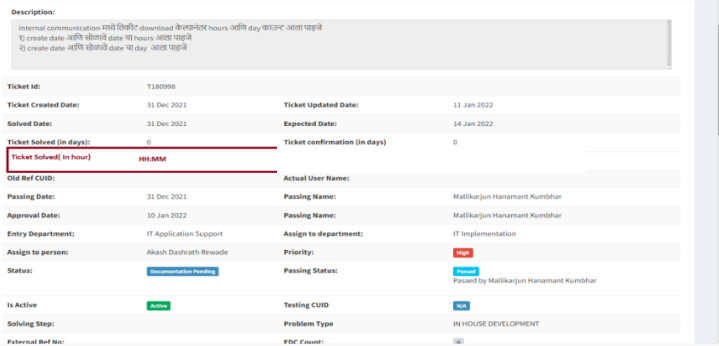 Description:
internal communication मध्ये तिकीट download केल्यानंतर hours आणि day काउन्ट आला पाहजे
१) create date आणि सोळावे date चा hours आला पाहजे
२) create date आणि सोळावे date चा day आला पाहजे
Ticket Id: T180998
Ticket Created Date: 31 Dec 2021 Ticket Updated Date: 11 Jan 2022
Solved Date: 31 Dec 2021 Expected Date: 14 Jan 2022
Ticket Solved (in days): 0 Ticket confirmation (in days) 0
Ticket Solved( In hour) HH:MM
Old Ref CUID: Actual User Name:
Passing Date: 31 Dec 2021 Passing Name: Mallikarjun Hanamant Kumbhar
Approval Date: 10 Jan 2022 Passing Name: Mallikarjun Hanamant Kumbhar
Entry Department: IT Application Support Assign to department: IT Implementation
Assign to person: Akash Dashrath Rewade Priority: High
Status: Documentation Pending Passing Status: Passed
Passed by Mallikarjun Hanamant Kumbhar
Is Active Active Testing CUID N/A
Solving Step: Problem Type IN HOUSE DEVELOPMENT
External Ref No: EDC Count: 0